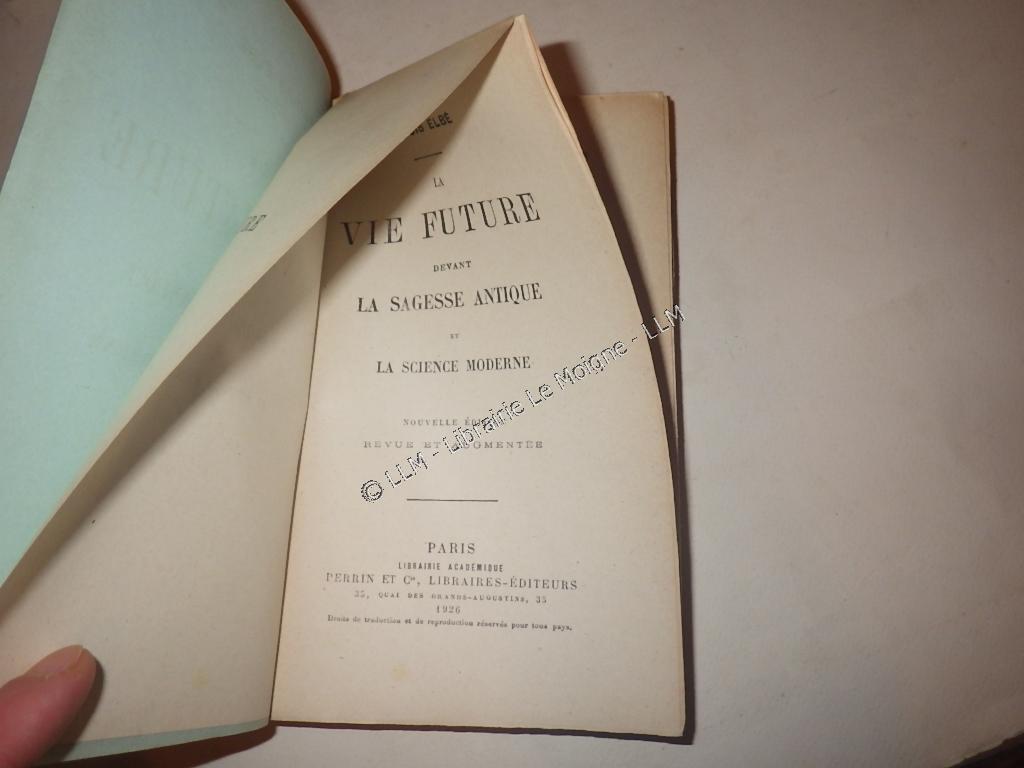 ELBÉ
LA
VIE FUTURE
DEVANT
LA SAGESSE ANTIQUE
ET
LA SCIENCE MODERNE
NOUVELLE
REVUE ET AUGMENTÉE
© LLM - Librairie Le Moigne - LLM
PARIS
LIBRAIRIE ACADÉMIQUE
PERRIN ET Cie, LIBRAIRES-ÉDITEURS
35, QUAI DES GRANDS-AUGUSTINS, 35
1926
Droits de traduction et de reproduction réservés pour tous pays.